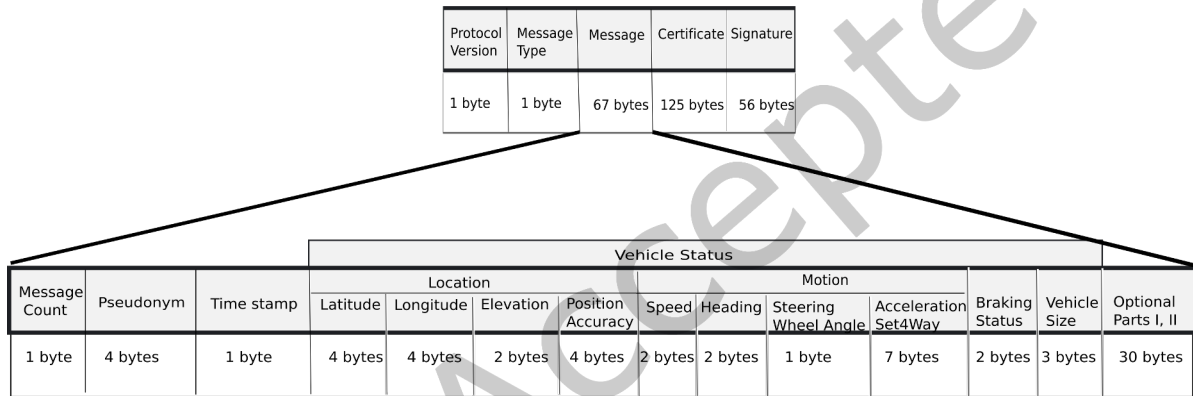 Protocol Version
Message Type
Message
Certificate
Signature
1 byte
1 byte
67 bytes
125 bytes
56 bytes
Vehicle Status
Location
Motion
Message Count
Pseudonym
Time stamp
Latitude
Longitude
Elevation
Position Accuracy
Speed
Heading
Steering Wheel Angle
Acceleration Set4Way
Braking Status
Vehicle Size
Optional Parts I, II
1 byte
4 bytes
1 byte
4 bytes
4 bytes
2 bytes
4 bytes
2 bytes
2 bytes
1 byte
7 bytes
2 bytes
3 bytes
30 bytes
Accepte